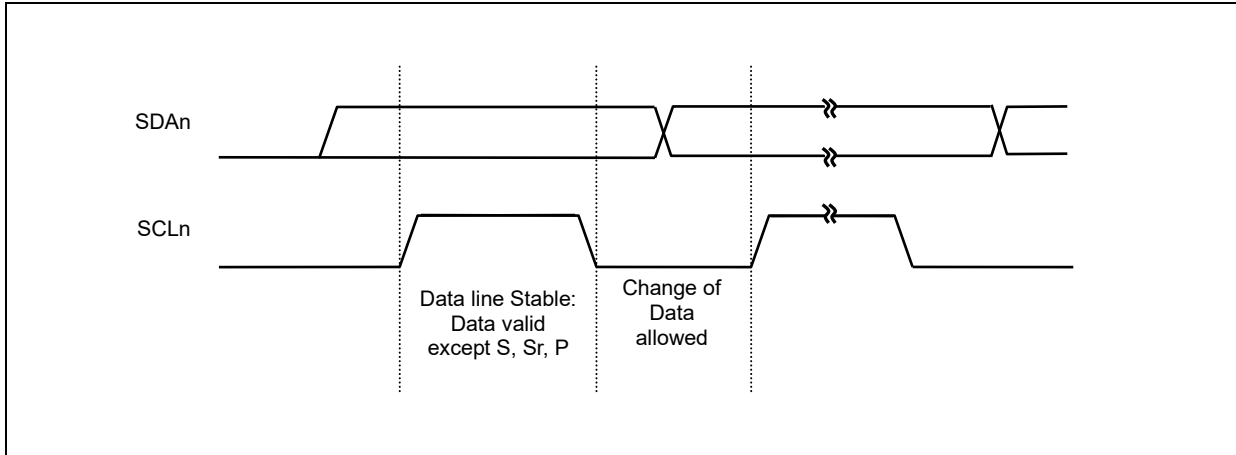 SDAn
SCLn
Data line Stable:
Data valid
except S, Sr, P
Change of
Data
allowed